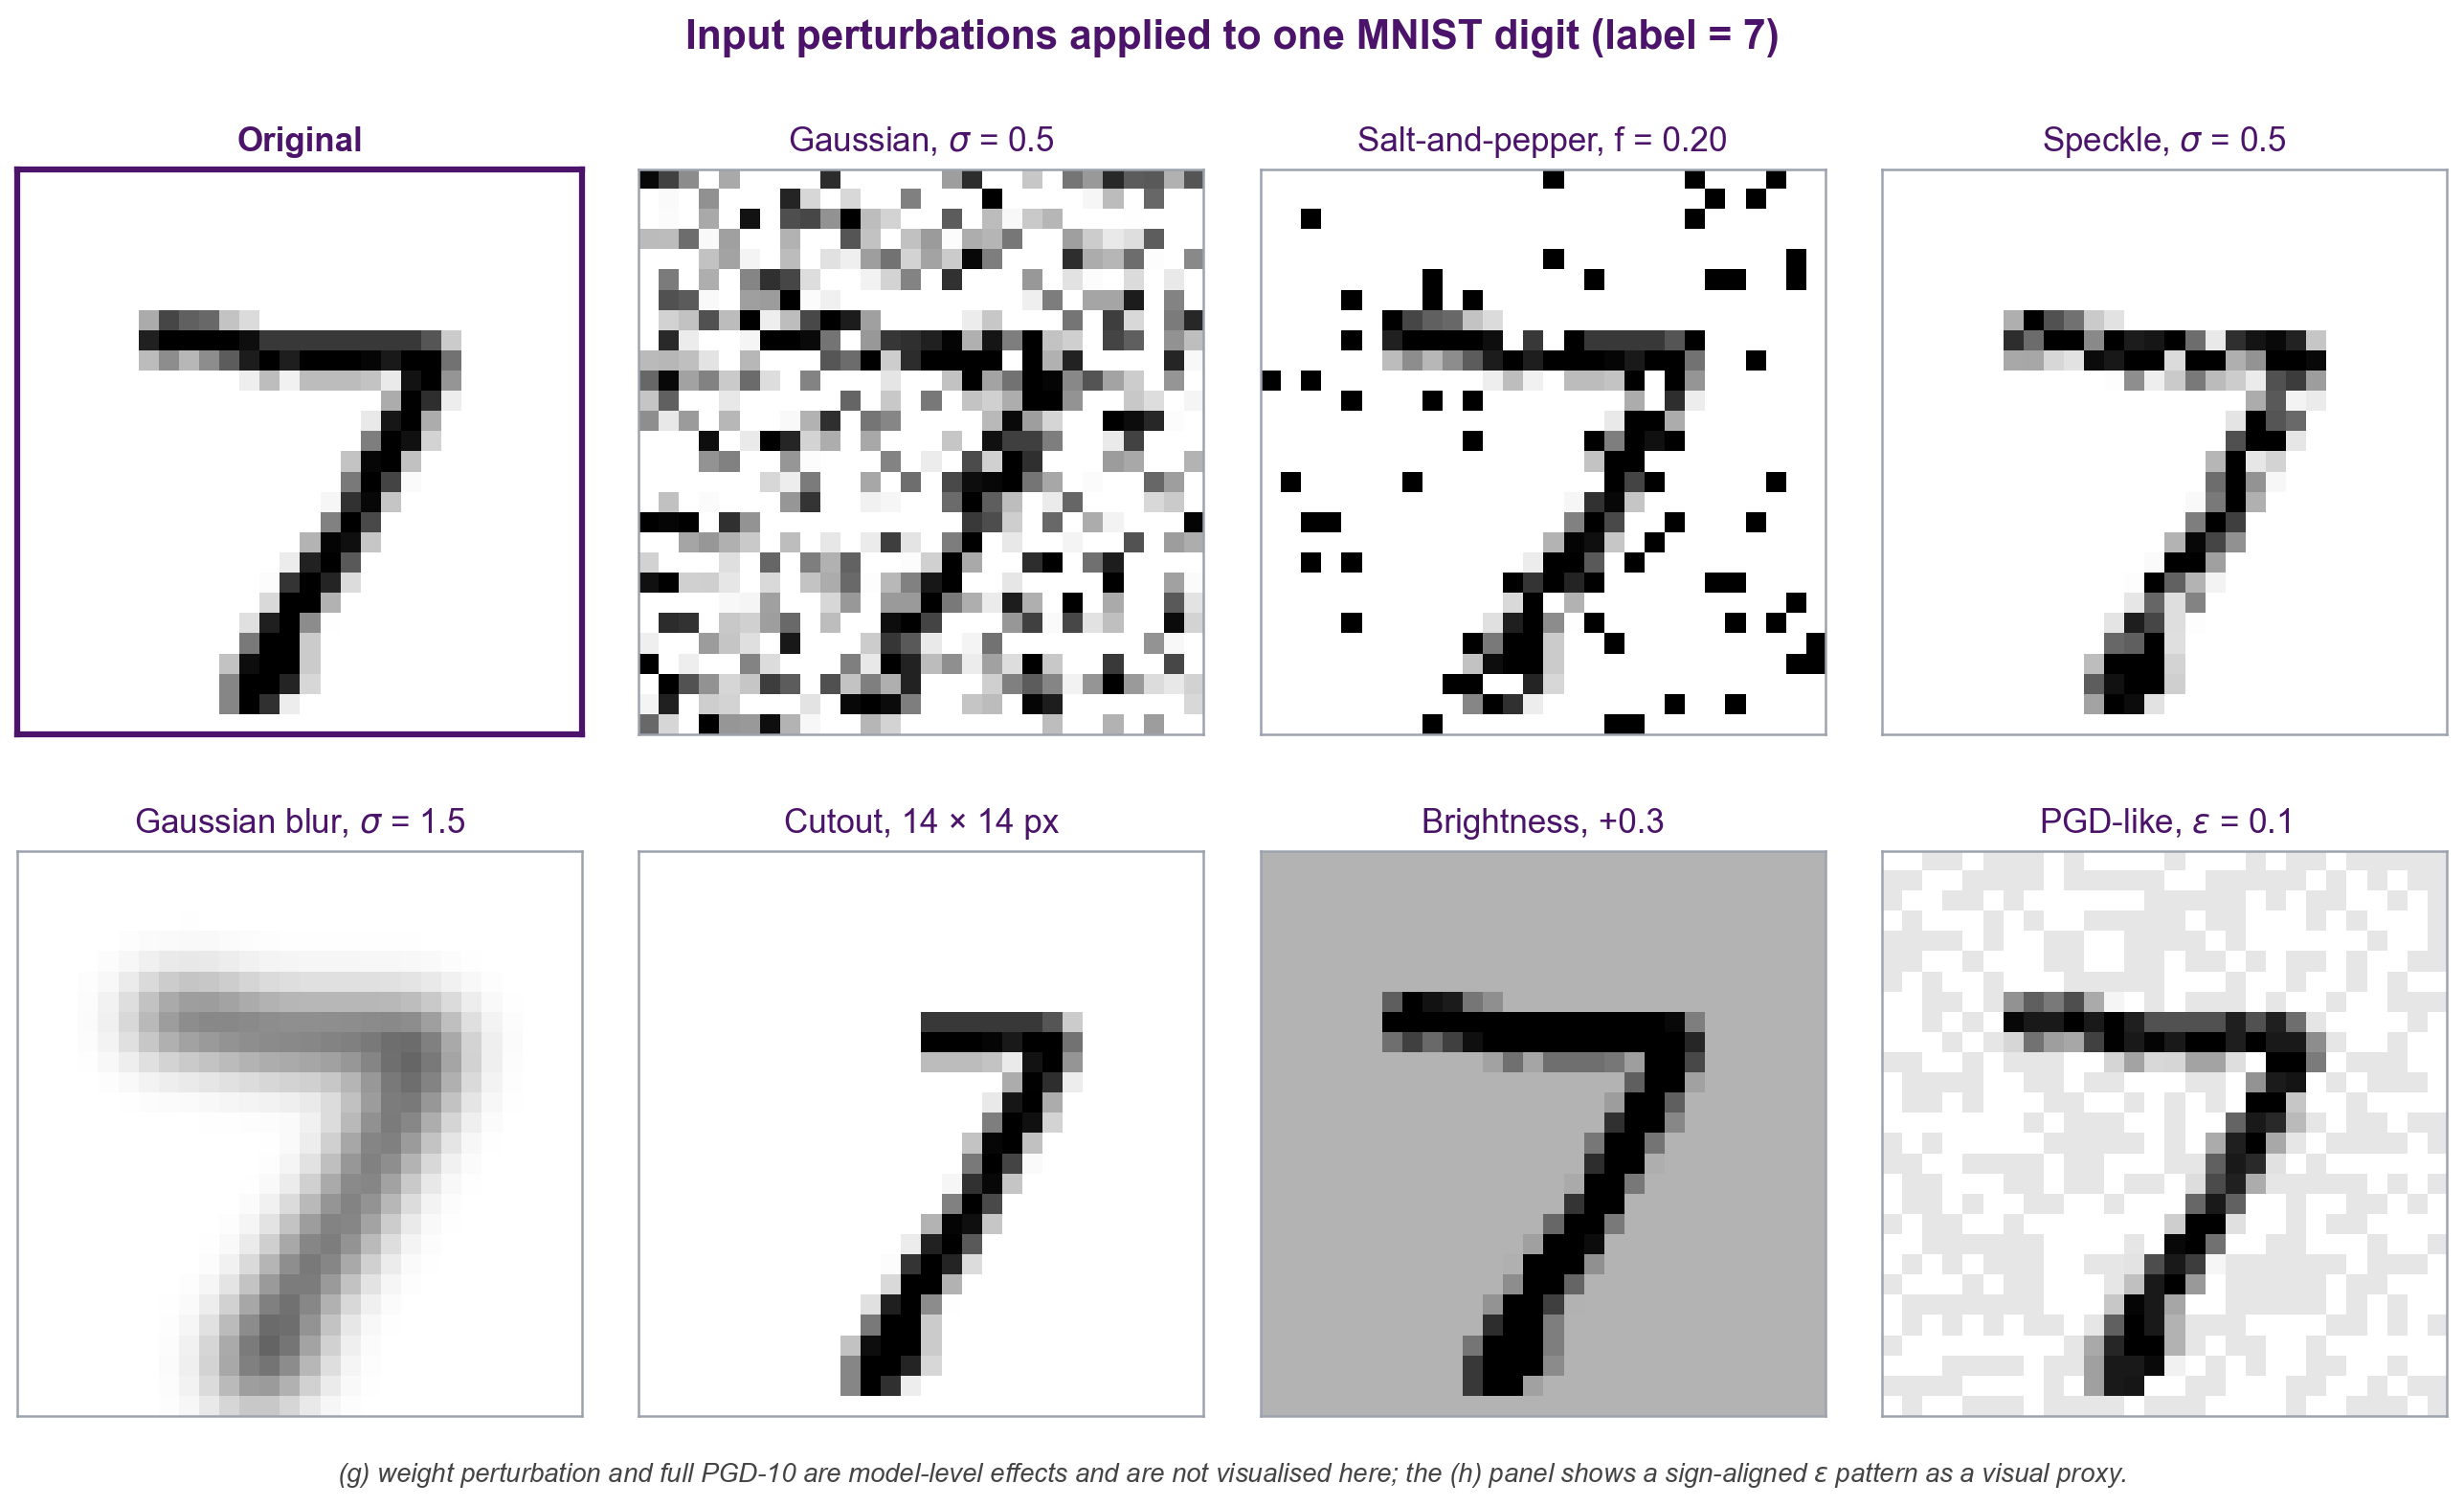 Input perturbations applied to one MNIST digit (label = 7)
Original
Gaussian, σ = 0.5
Salt-and-pepper, f = 0.20
Speckle, σ = 0.5
Gaussian blur, σ = 1.5
Cutout, 14 × 14 px
Brightness, +0.3
PGD-like, ε = 0.1
(g) weight perturbation and full PGD-10 are model-level effects and are not visualised here; the (h) panel shows a sign-aligned ε pattern as a visual proxy.